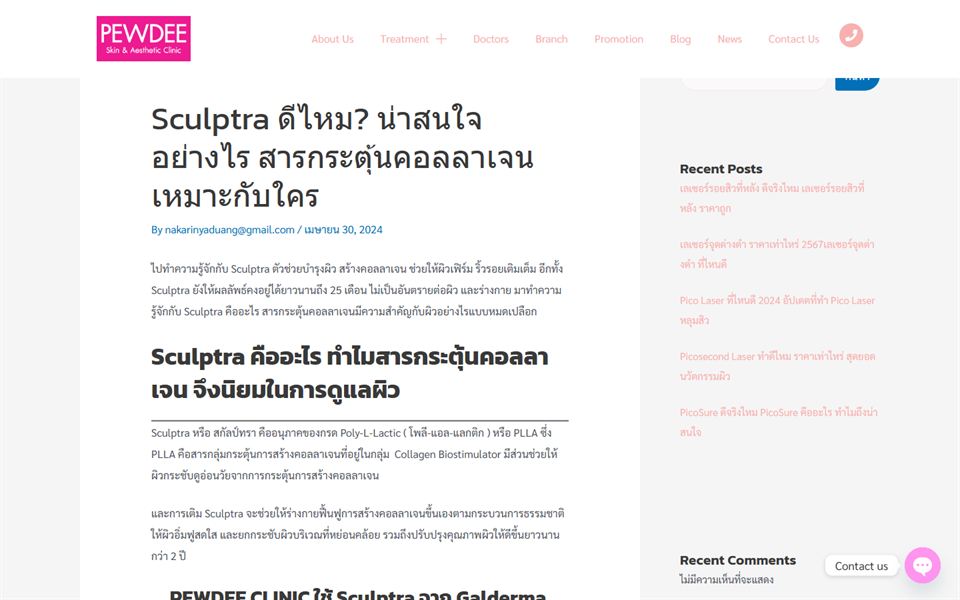 PEWDEE
Skin & Aesthetic Clinic
About Us
Treatment
Doctors
Branch
Promotion
Blog
News
Contact Us
Sculptra ดีไหม? น่าสนใจ
อย่างไร สารกระตุ้นคอลลาเจน
เหมาะกับใคร
By nakarinyaduang@gmail.com / เมษายน 30, 2024
ไปทำความรู้จักกับ Sculptra ตัวช่วยบำรุงผิว สร้างคอลลาเจน ช่วยให้ผิวเฟิร์ม ริ้วรอยเติมเต็ม อีกทั้ง
Sculptra ยังให้ผลลัพธ์คงอยู่ได้ยาวนานถึง 25 เดือน ไม่เป็นอันตรายต่อผิว และร่างกาย มาทำความ
รู้จักกับ Sculptra คืออะไร สารกระตุ้นคอลลาเจนมีความสำคัญกับผิวอย่างไรแบบหมดเปลือก
Sculptra คืออะไร ทำไมสารกระตุ้นคอลลา
เจน จึงนิยมในการดูแลผิว
Sculptra หรือ สกัลป์ทรา คืออนุภาคของกรด Poly-L-Lactic ( โพลี-แอล-แลกติก ) หรือ PLLA ซึ่ง
PLLA คือสารกลุ่มกระตุ้นการสร้างคอลลาเจนที่อยู่ในกลุ่ม Collagen Biostimulator มีส่วนช่วยให้
ผิวกระชับดูอ่อนวัยจากการกระตุ้นการสร้างคอลลาเจน
และการเติม Sculptra จะช่วยให้ร่างกายฟื้นฟูการสร้างคอลลาเจนขึ้นเองตามกระบวนการธรรมชาติ
ให้ผิวอิ่มฟูสดใส และยกกระชับผิวบริเวณที่หย่อนคล้อย รวมถึงปรับปรุงคุณภาพผิวให้ดีขึ้นยาวนาน
กว่า 2 ปี
PEWDEE CLINIC ใช้ Sculptra จาก Galderma
Recent Posts
เลเซอร์รอยสิวที่หลัง ดีจริงไหม เลเซอร์รอยสิวที่
หลัง ราคาถูก
เลเซอร์จุดด่างดำ ราคาเท่าไหร่ 2567เลเซอร์จุดด่า
งดำ ที่ไหนดี
Pico Laser ที่ไหนดี 2024 อัปเดตที่ทำ Pico Laser
หลุมสิว
Picosecond Laser ทำดีไหม ราคาเท่าไหร่ สุดยอด
นวัตกรรมผิว
PicoSure ดีจริงไหม PicoSure คืออะไร ทำไมถึงน่า
สนใจ
Recent Comments
ไม่มีความเห็นที่จะแสดง
Contact us